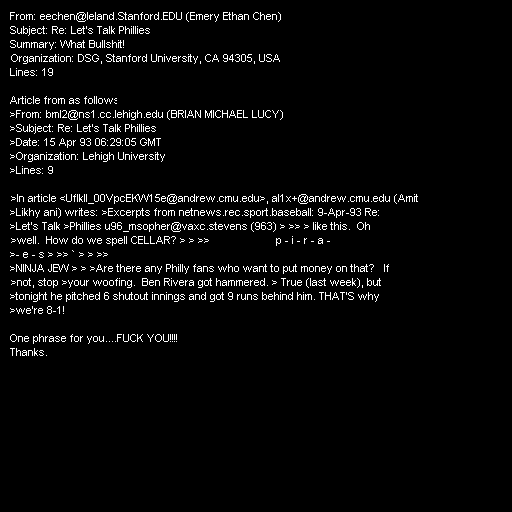 From: eechen@leland.Stanford.EDU (Emery Ethan Chen)
Subject: Re: Let's Talk Phillies
Summary: What Bullshit!
Organization: DSG, Stanford University, CA 94305, USA
Lines: 19

Article from as follows
>From: bml2@ns1.cc.lehigh.edu (BRIAN MICHAEL LUCY)
>Subject: Re: Let's Talk Phillies
>Date: 15 Apr 93 06:29:05 GMT
>Organization: Lehigh University
>Lines: 9

>In article <UflkII_00VpcEKW15e@andrew.cmu.edu>, al1x+@andrew.cmu.edu (Amit
>Likhy ani) writes: >Excerpts from netnews.rec.sport.baseball: 9-Apr-93 Re:
>Let's Talk >Phillies u96_msopher@vaxc.stevens (963) > >> > like this.  Oh
>well.  How do we spell CELLAR? > > >>                     p - i - r - a -
>- e - s > >> ` > > >>
>NINJA JEW > > >Are there any Philly fans who want to put money on that?   If
>not, stop >your woofing.  Ben Rivera got hammered. > True (last week), but
>tonight he pitched 6 shutout innings and got 9 runs behind him. THAT'S why
>we're 8-1!

One phrase for you....FUCK YOU!!!!
Thanks.